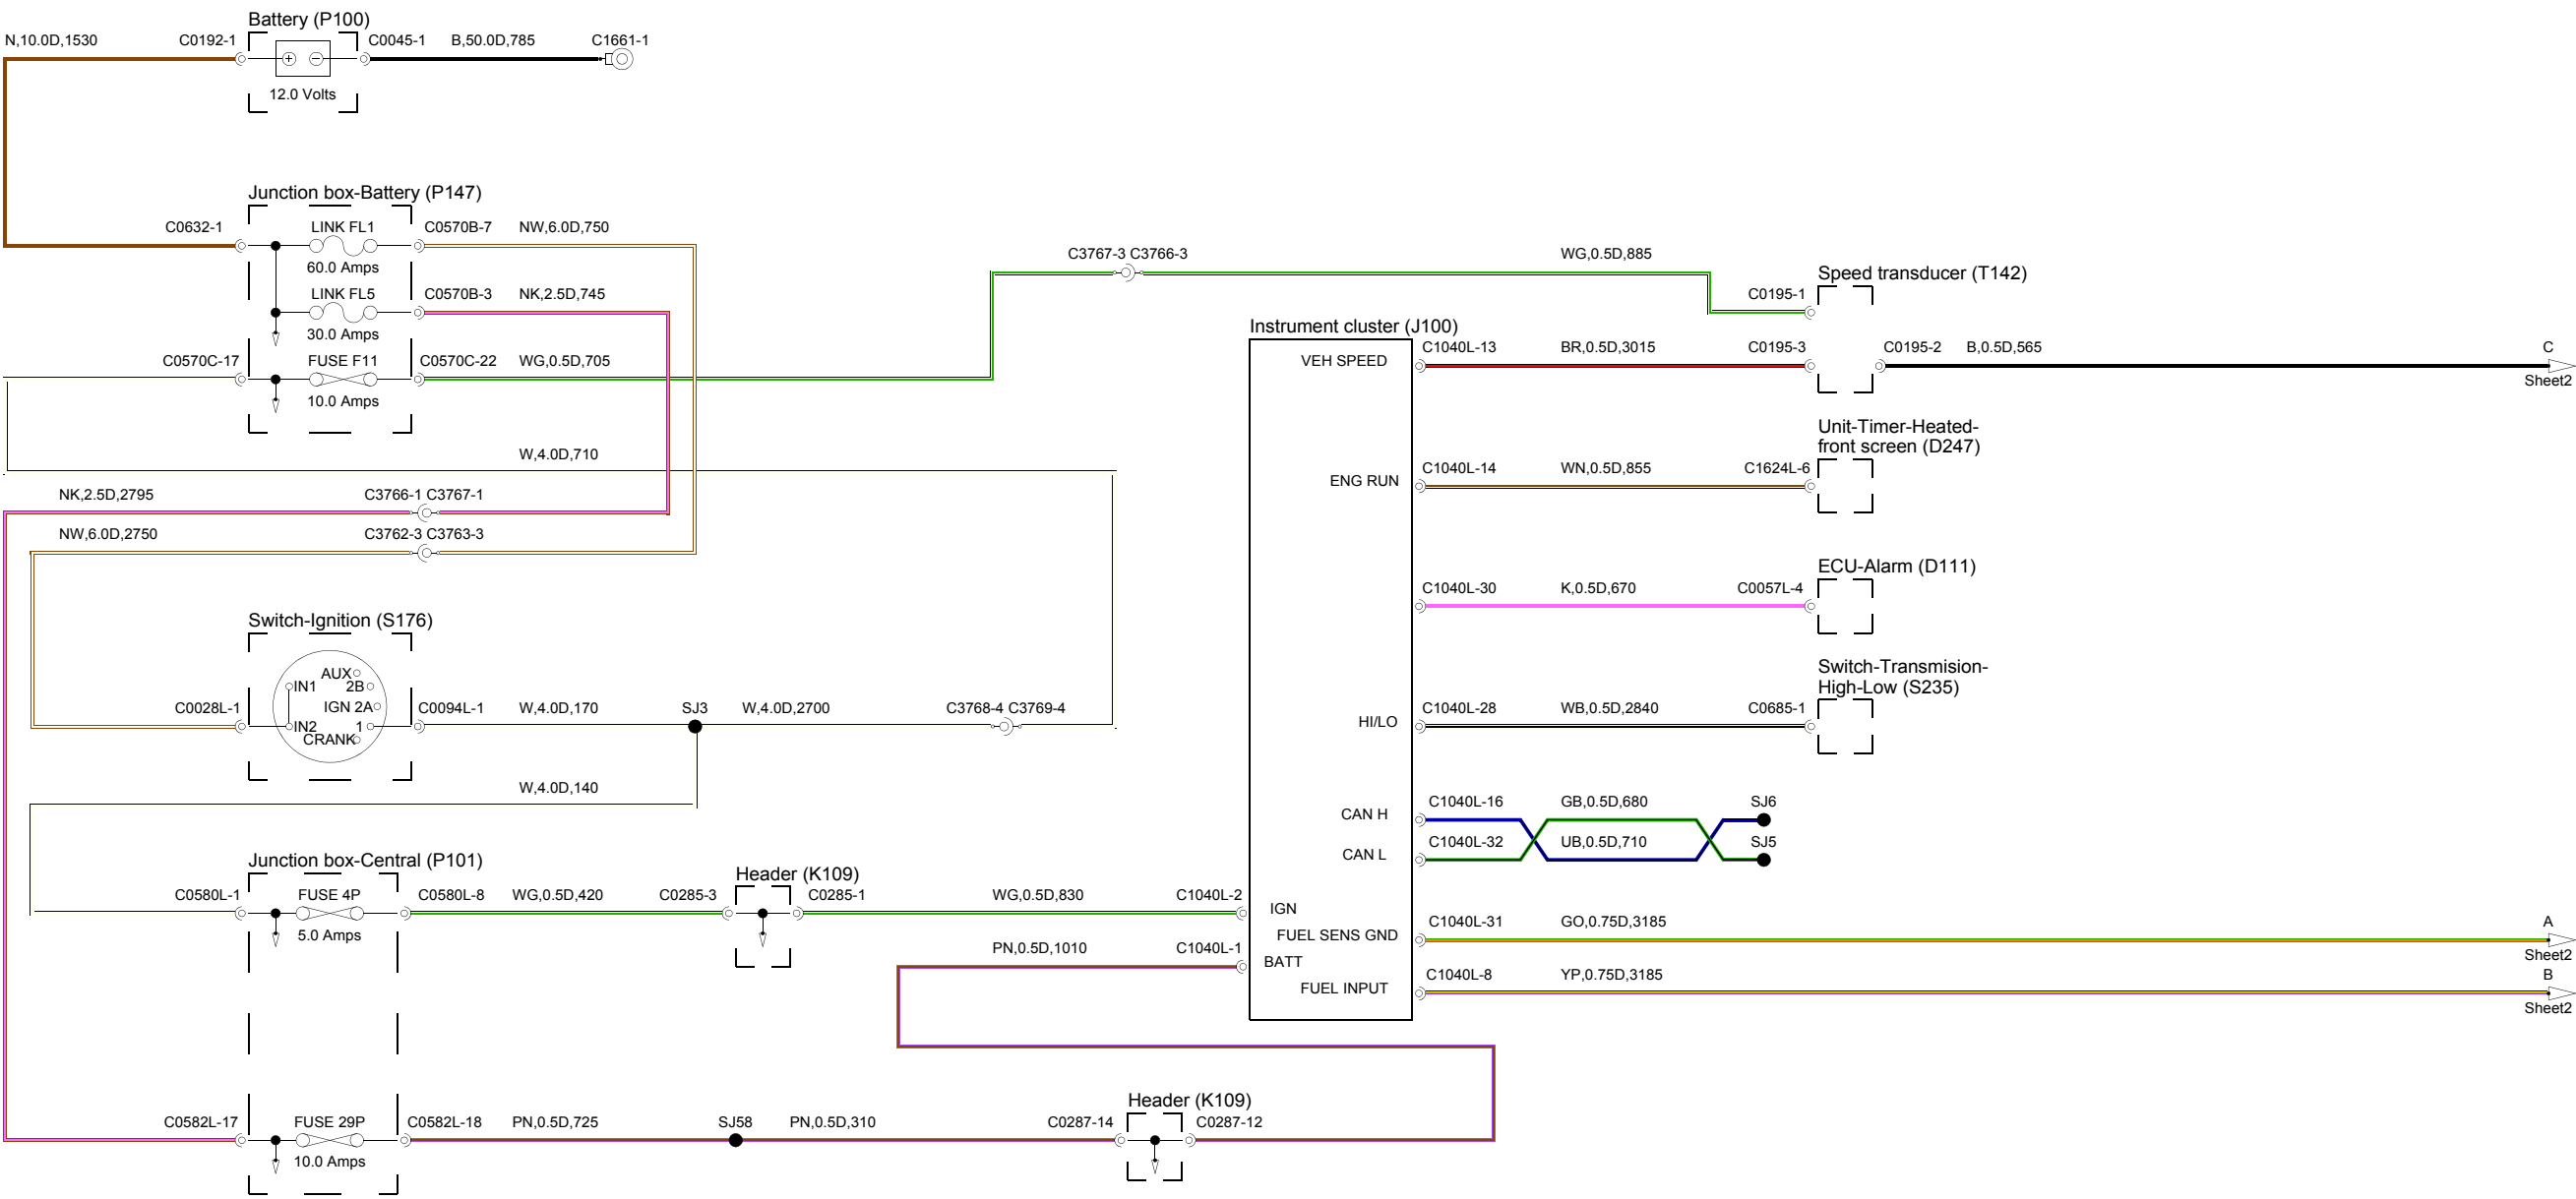 Battery (P100)
N,10.0D,1530 C0192-1 C0045-1 B,50.0D,785 C1661-1
12.0 Volts
Junction box-Battery (P147)
C0632-1 LINK FL1 C0570B-7 NW,6.0D,750
60.0 Amps
LINK FL5 C0570B-3 NK,2.5D,745
30.0 Amps
C0570C-17 FUSE F11 C0570C-22 WG,0.5D,705
10.0 Amps
C3767-3 C3766-3 WG,0.5D,885
Speed transducer (T142)
C0195-1
Instrument cluster (J100)
VEH SPEED C1040L-13 BR,0.5D,3015 C0195-3 C0195-2 B,0.5D,565 C
Sheet2
Unit-Timer-Heated-
front screen (D247)
W,4.0D,710
ENG RUN C1040L-14 WN,0.5D,855 C1624L-6
NK,2.5D,2795 C3766-1 C3767-1
NW,6.0D,2750 C3762-3 C3763-3
ECU-Alarm (D111)
C1040L-30 K,0.5D,670 C0057L-4
Switch-Ignition (S176)
AUX
IN1 2B
IGN 2A
IN2 1
CRANK
C0028L-1 C0094L-1 W,4.0D,170 SJ3 W,4.0D,2700 C3768-4 C3769-4
Switch-Transmision-
High-Low (S235)
HI/LO C1040L-28 WB,0.5D,2840 C0685-1
W,4.0D,140
CAN H C1040L-16 GB,0.5D,680 SJ6
CAN L C1040L-32 UB,0.5D,710 SJ5
Junction box-Central (P101)
Header (K109)
C0580L-1 FUSE 4P C0580L-8 WG,0.5D,420 C0285-3 C0285-1 WG,0.5D,830 C1040L-2
5.0 Amps
IGN
FUEL SENS GND C1040L-31 GO,0.75D,3185 A
Sheet2
PN,0.5D,1010 C1040L-1
BATT
FUEL INPUT C1040L-8 YP,0.75D,3185 B
Sheet2
Header (K109)
C0582L-17 FUSE 29P C0582L-18 PN,0.5D,725 SJ58 PN,0.5D,310 C0287-14 C0287-12
10.0 Amps